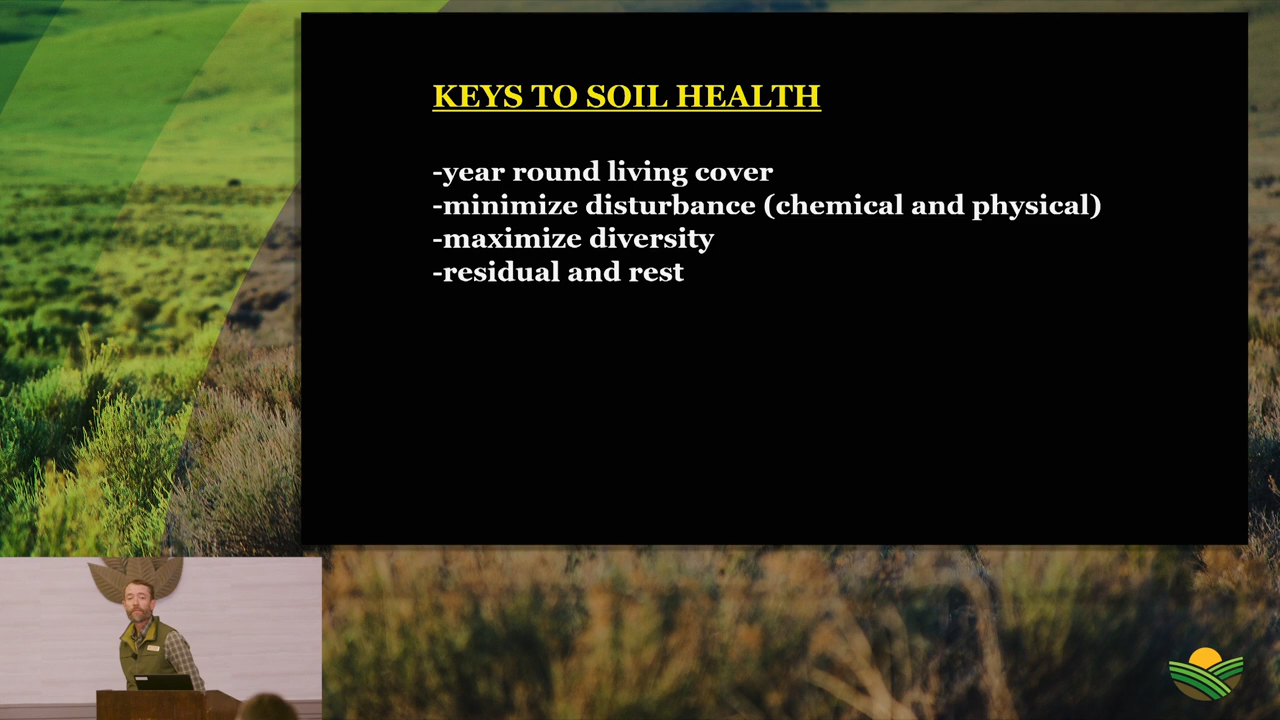 KEYS TO SOIL HEALTH
-year round living cover
-minimize disturbance (chemical and physical)
-maximize diversity
-residual and rest